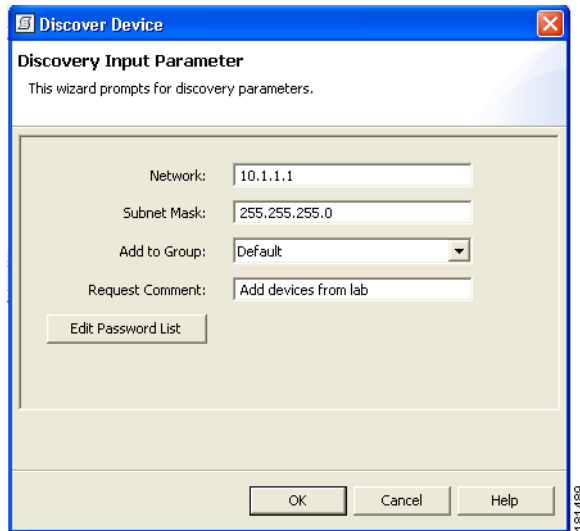 Discover Device
Discovery Input Parameter
This wizard prompts for discovery parameters.
Network: 10.1.1.1
Subnet Mask: 255.255.255.0
Add to Group: Default
Request Comment: Add devices from lab
Edit Password List
OK Cancel Help
181489